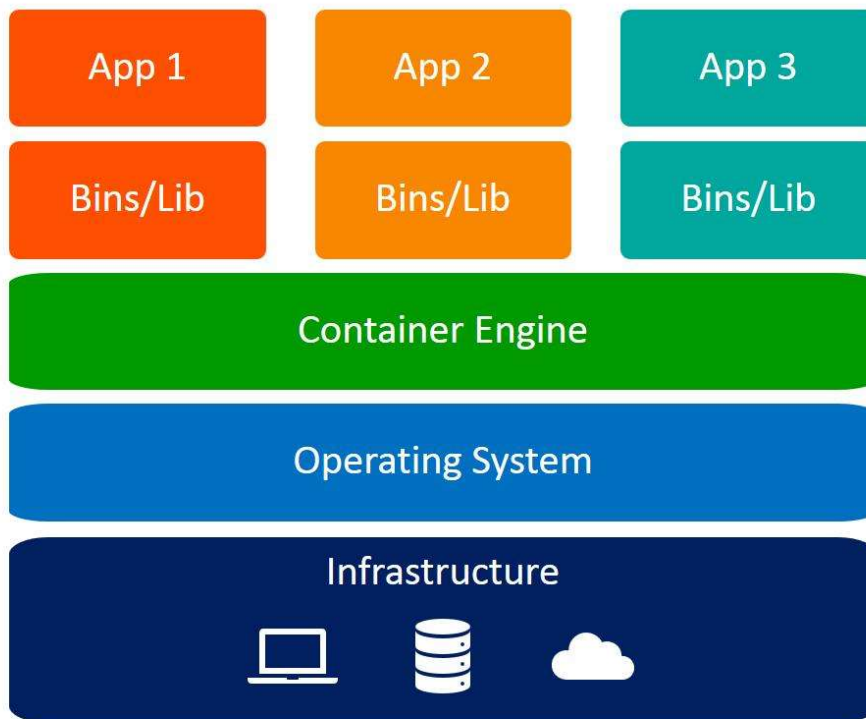 App 1
App 2
App 3
Bins/Lib
Bins/Lib
Bins/Lib
Container Engine
Operating System
Infrastructure